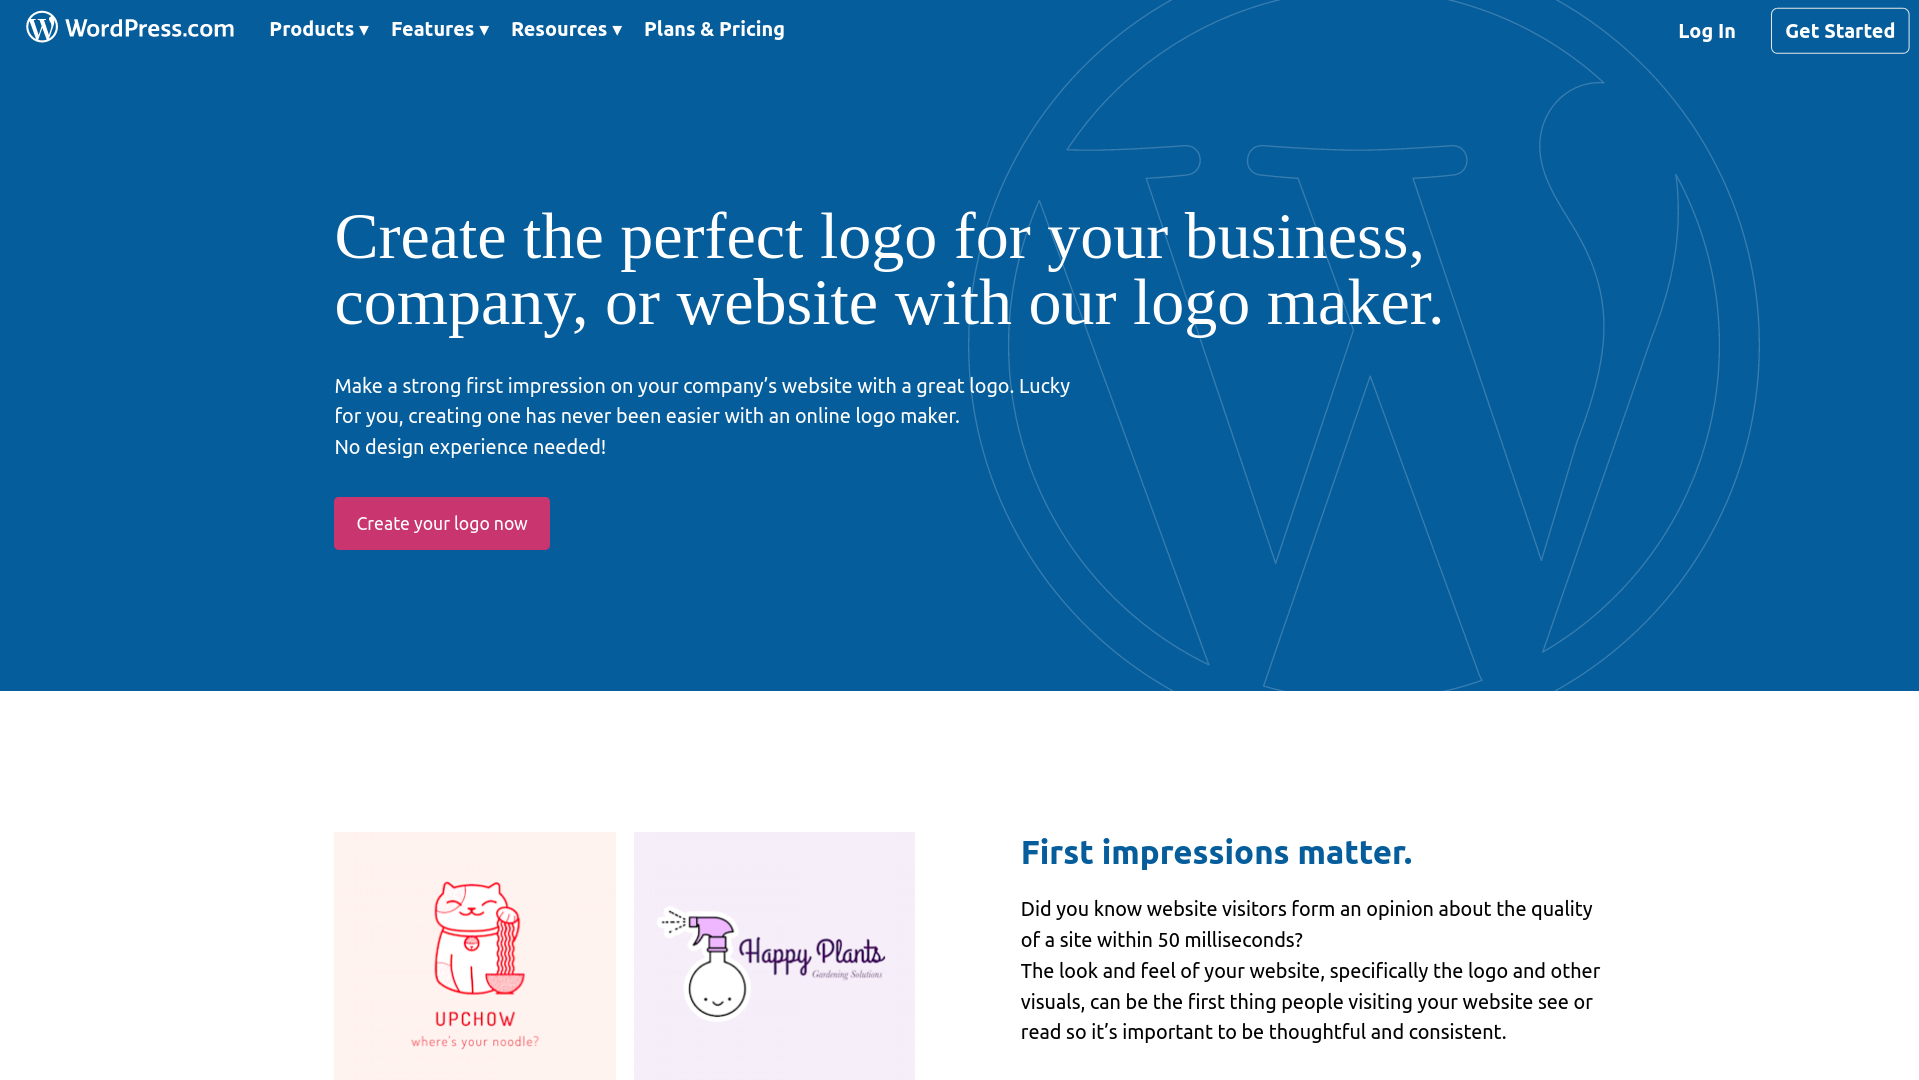 WordPress.com
Products ▾
Features ▾
Resources ▾
Plans & Pricing
Log In
Get Started
Create the perfect logo for your business,
company, or website with our logo maker.
Make a strong first impression on your company’s website with a great logo. Lucky
for you, creating one has never been easier with an online logo maker.
No design experience needed!
Create your logo now
UPCHOW
where's your noodle?
Happy Plants
Gardening Solutions
First impressions matter.
Did you know website visitors form an opinion about the quality
of a site within 50 milliseconds?
The look and feel of your website, specifically the logo and other
visuals, can be the first thing people visiting your website see or
read so it’s important to be thoughtful and consistent.